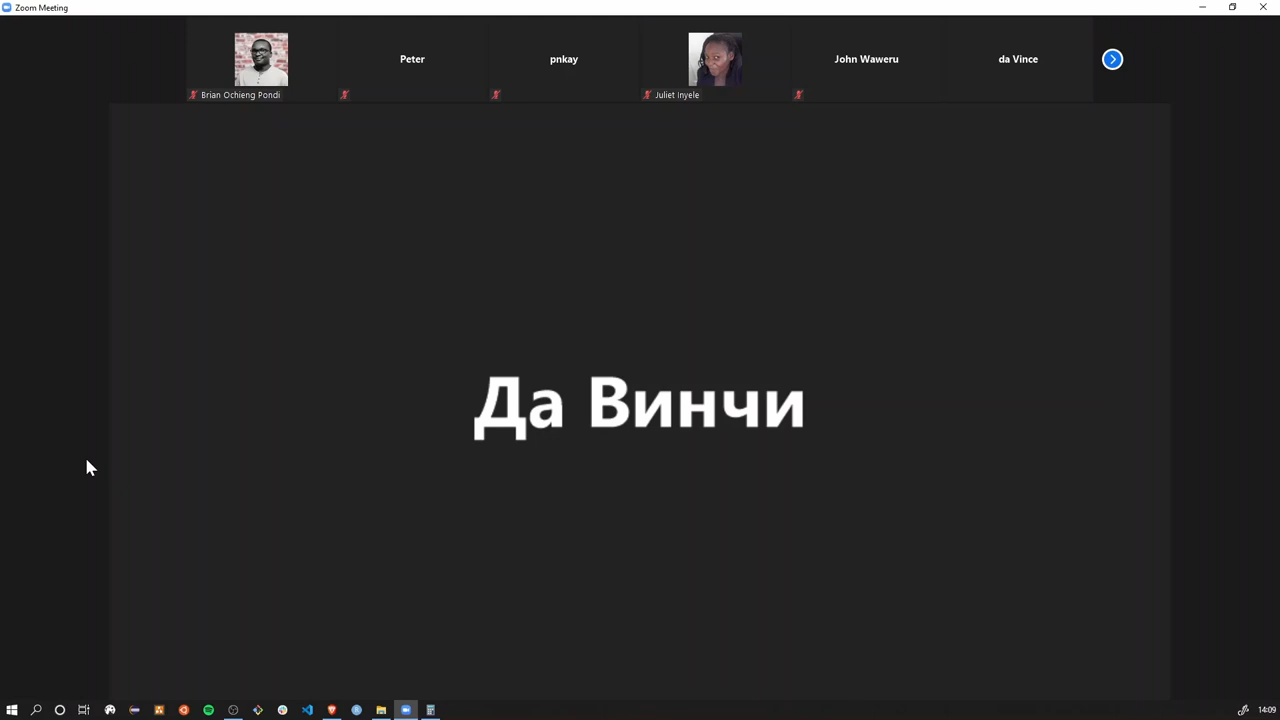 Zoom Meeting
Peter
pnkay
John Waweru
da Vince
Brian Ochieng Pondi
Juliet Inyele
Да Винчи
14:09